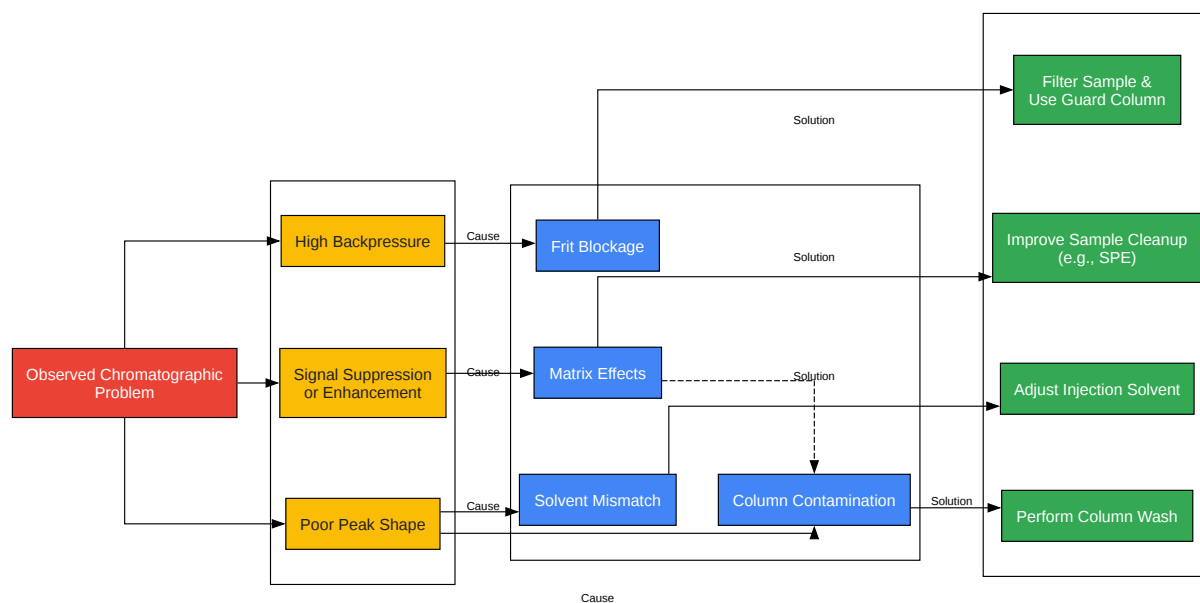 Filter Sample &
Use Guard Column
Solution
High Backpressure
Cause
Frit Blockage
Solution
Improve Sample Cleanup
(e.g., SPE)
Observed Chromatographic
Problem
Signal Suppression
or Enhancement
Cause
Matrix Effects
Solution
Adjust Injection Solvent
Poor Peak Shape
Cause
Solvent Mismatch
Column Contamination
Solution
Perform Column Wash
Cause